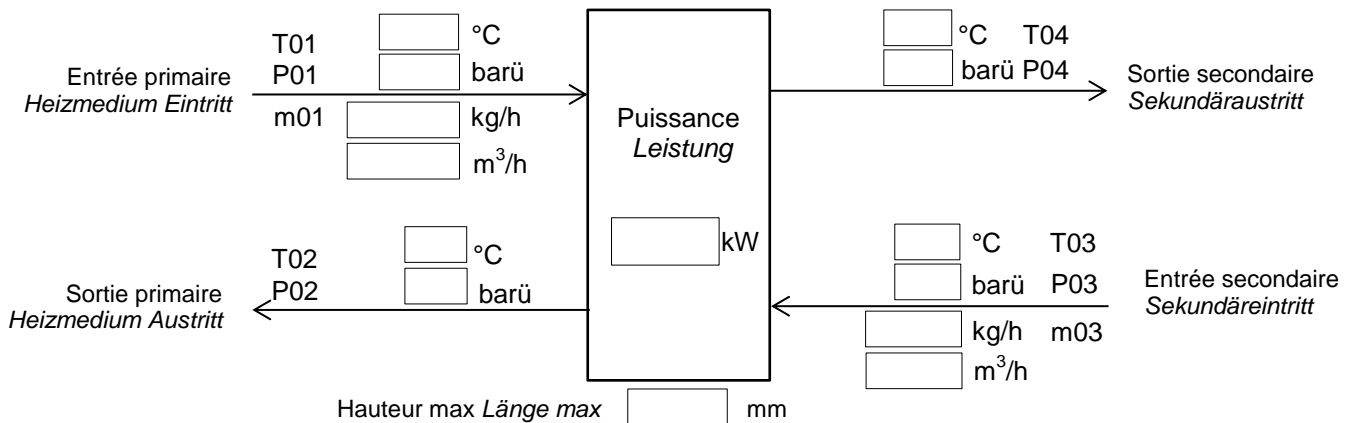 T01 °C
P01 barü
Entrée primaire
Heizmedium Eintritt
m01 kg/h
m³/h
°C T04
barü P04
Sortie secondaire
Sekundäraustritt
Puissance
Leistung
kW
T02 °C
P02 barü
Sortie primaire
Heizmedium Austritt
°C T03
barü P03
Entrée secondaire
Sekundäreintritt
kg/h m03
m³/h
Hauteur max Länge max mm